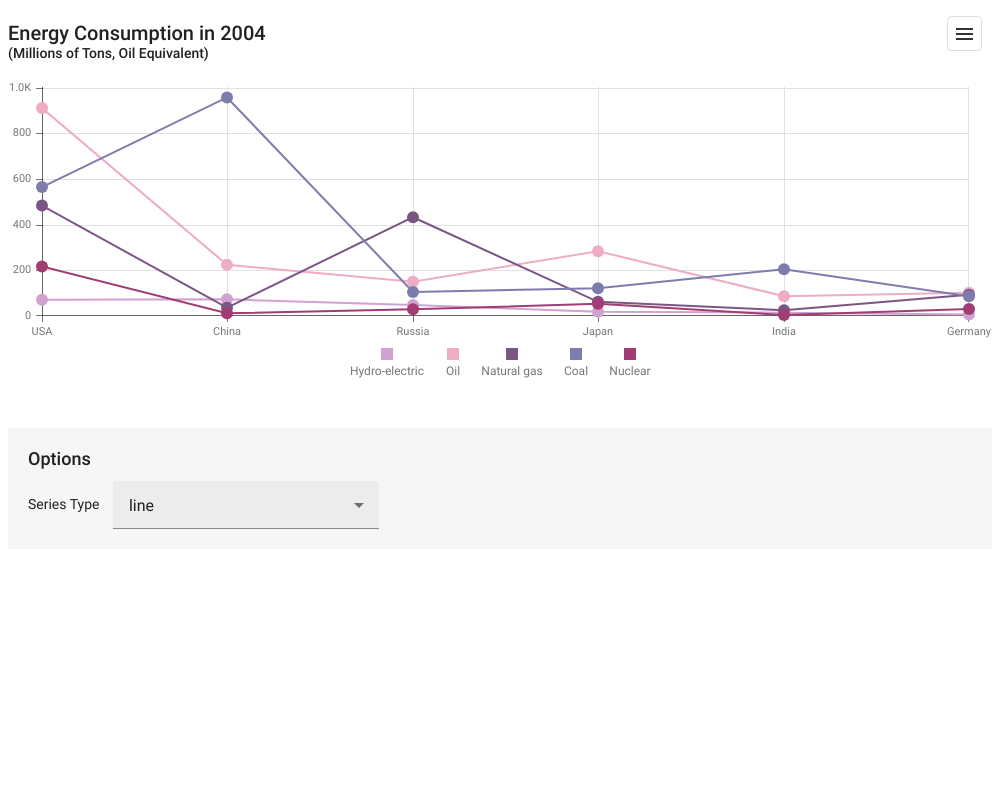 Energy Consumption in 2004
(Millions of Tons, Oil Equivalent)
1.0K
800
600
400
200
0
USA China Russia Japan India Germany
Hydro-electric Oil Natural gas Coal Nuclear
Options
Series Type line